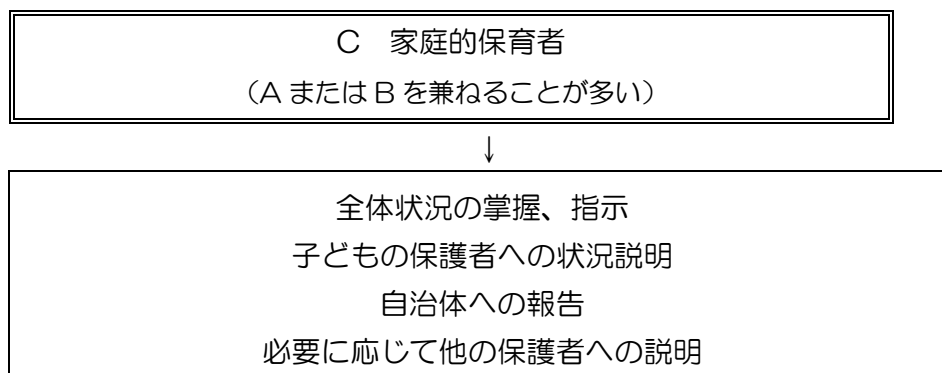 C 家庭的保育者
（A または B を兼ねることが多い）
↓
全体状況の掌握、指示
子どもの保護者への状況説明
自治体への報告
必要に応じて他の保護者への説明